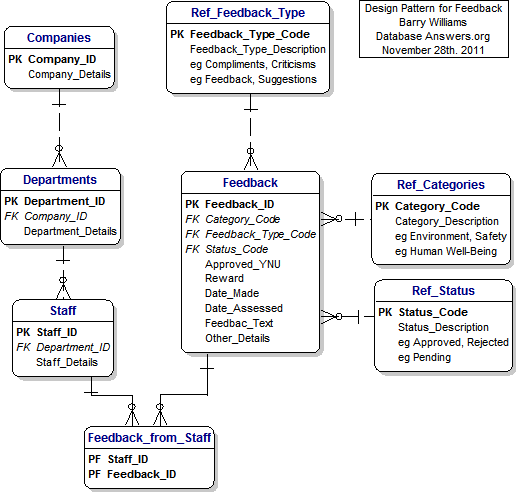 Design Pattern for Feedback
Barry Williams
Database Answers.org
November 28th. 2011
Ref_Feedback_Type
PK Feedback_Type_Code
Feedback_Type_Description
eg Compliments, Criticisms
eg Feedback, Suggestions
Companies
PK Company_ID
Company_Details
Departments
PK Department_ID
FK Company_ID
Department_Details
Feedback
PK Feedback_ID
FK Category_Code
FK Feedback_Type_Code
FK Status_Code
Approved_YNU
Reward
Date_Made
Date_Assessed
Feedbac_Text
Other_Details
Ref_Categories
PK Category_Code
Category_Description
eg Environment, Safety
eg Human Well-Being
Ref_Status
PK Status_Code
Status_Description
eg Approved, Rejected
eg Pending
Staff
PK Staff_ID
FK Department_ID
Staff_Details
Feedback_from_Staff
PF Staff_ID
PF Feedback_ID